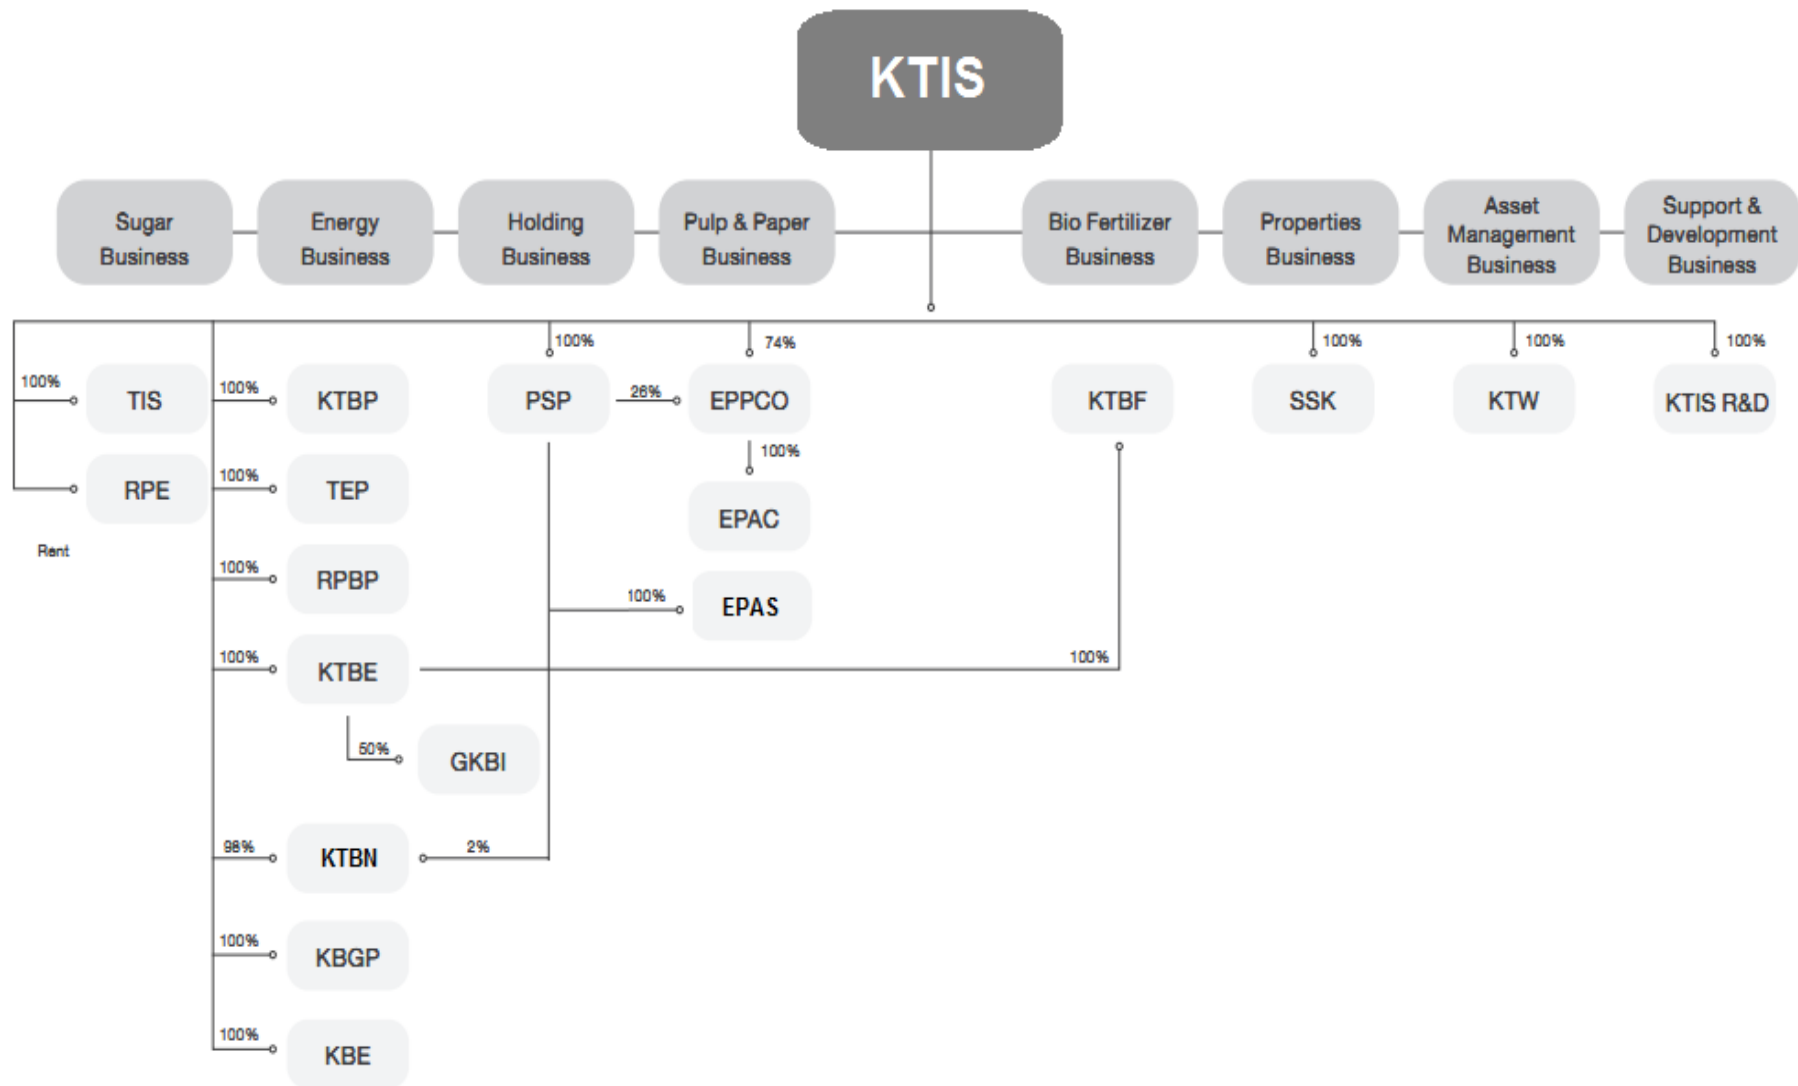 KTIS
Sugar
Business
Energy
Business
Holding
Business
Pulp & Paper
Business
Bio Fertilizer
Business
Properties
Business
Asset
Management
Business
Support &
Development
Business
100%
74%
100%
100%
100%
100%
TIS
100%
KTBP
PSP
26%
EPPCO
KTBF
SSK
KTW
KTIS R&D
100%
RPE
100%
TEP
EPAC
Rent
100%
RPBP
100%
EPAS
100%
KTBE
100%
50%
GKBI
98%
KTBN
2%
100%
KBGP
100%
KBE